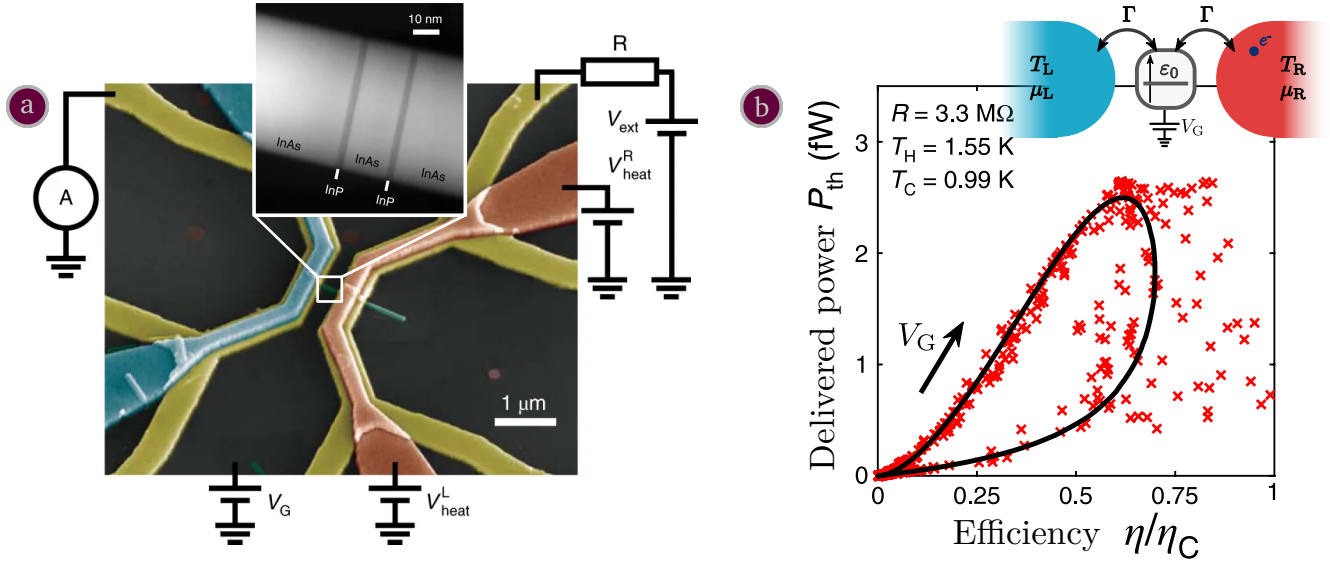 a
10 nm
InAs
InAs
InAs
InP
InP
A
R
V_ext
V^R_heat
1 μm
V_G
V^L_heat
b
Γ
Γ
e-
T_L
μ_L
ε_0
T_R
μ_R
V_G
R = 3.3 MΩ
T_H = 1.55 K
T_C = 0.99 K
V_G
Delivered power P_th (fW)
3
2
1
0
0
0.25
0.5
0.75
1
Efficiency η/η_C